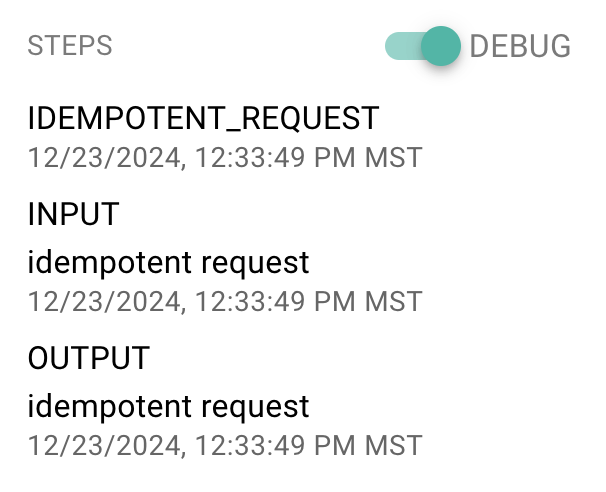 STEPS DEBUG
IDEMPOTENT_REQUEST
12/23/2024, 12:33:49 PM MST
INPUT
idempotent request
12/23/2024, 12:33:49 PM MST
OUTPUT
idempotent request
12/23/2024, 12:33:49 PM MST